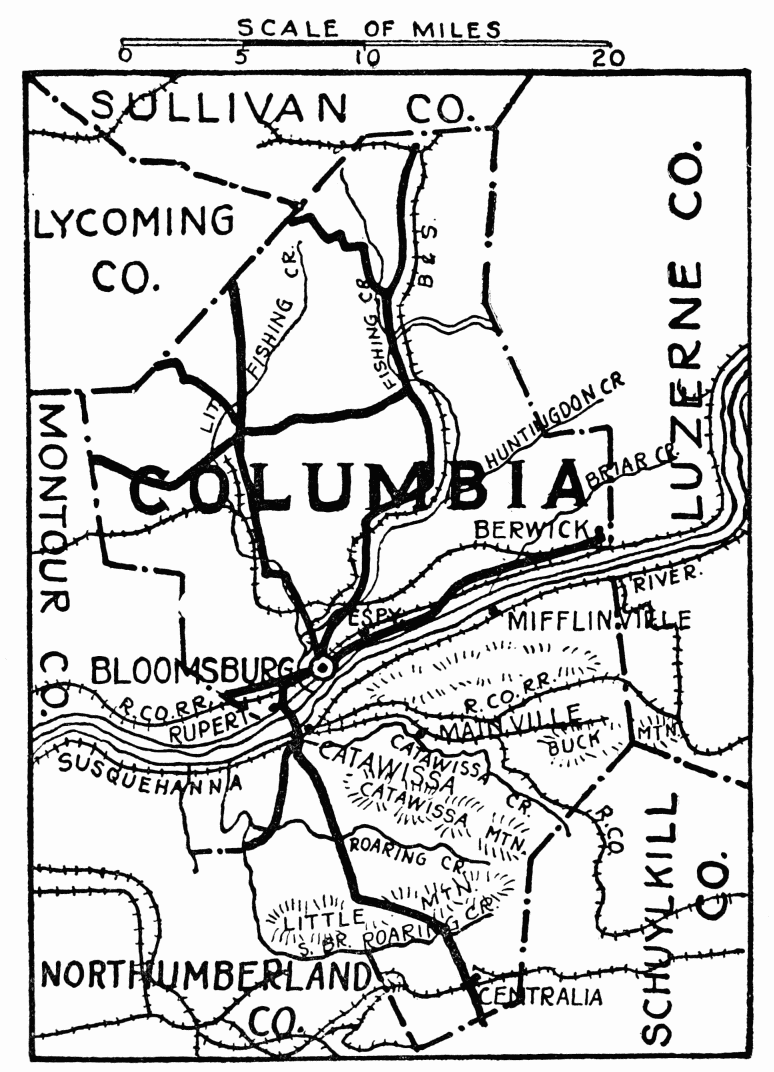 SCALE OF MILES
0 5 10 20
SULLIVAN CO.
LYCOMING
CO.
LUZERNE CO.
B & S.
FISHING CR.
LIT.
FISHING CR.
HUNTINGDON CR
BRIAR CR.
MONTOUR CO.
COLUMBIA
BERWICK
RIVER.
ESPY
MIFFLINVILLE
BLOOMSBURG
R.CO.RR.
RUPERT
R.CO.RR.
MAINVILLE
BUCK MTN.
SUSQUEHANNA
CATAWISSA
CATAWISSA CR.
CATAWISSA MTN.
R.CO.
ROARING CR.
LITTLE MTN.
S. BR. ROARING CR.
SCHUYLKILL CO.
NORTHUMBERLAND
CO.
CENTRALIA